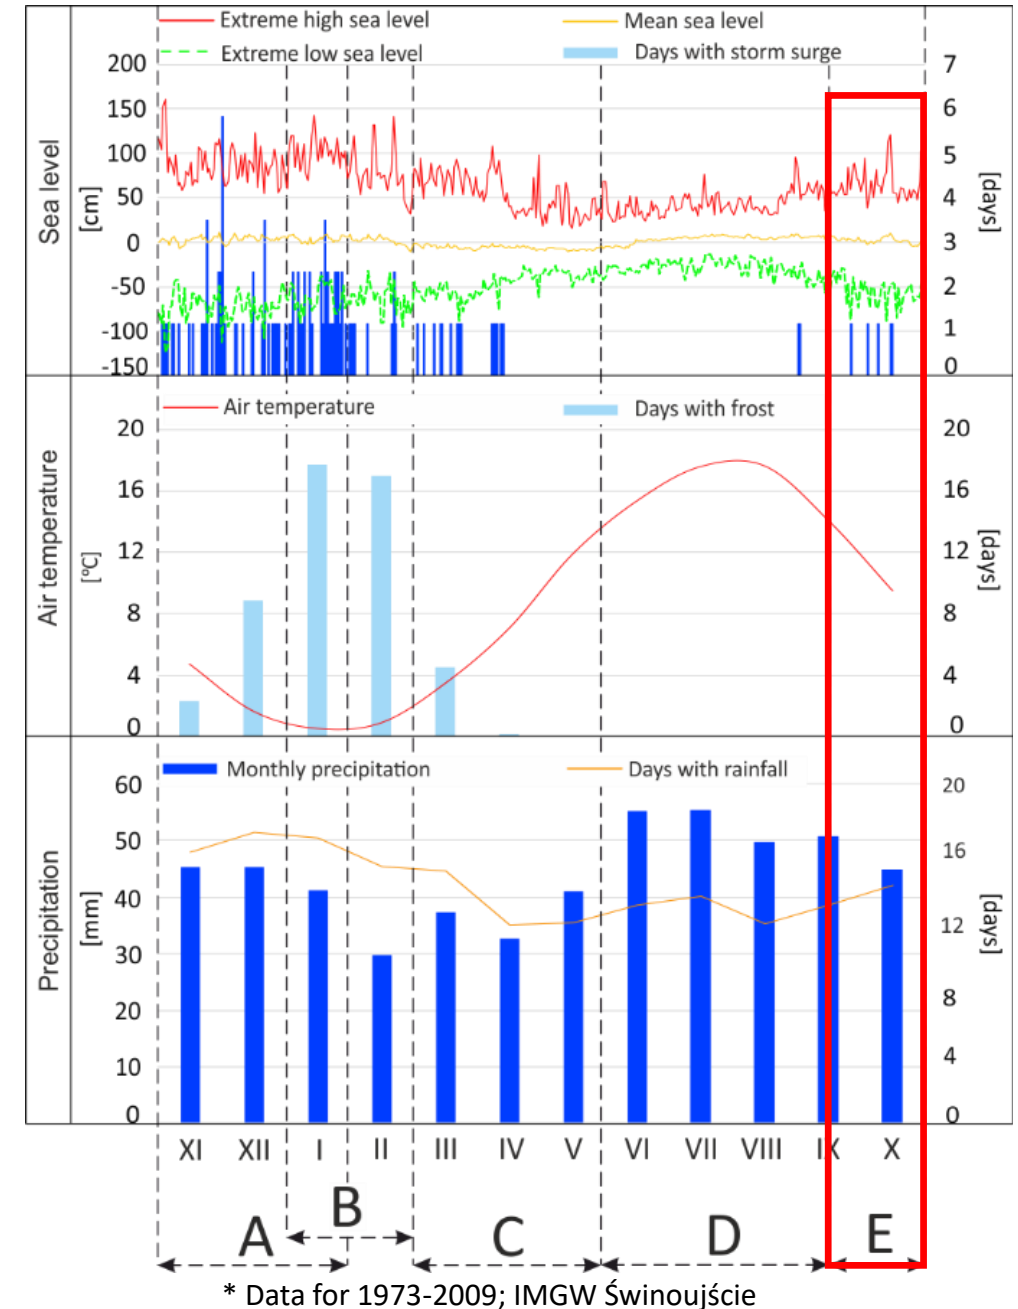 Extreme high sea level
Mean sea level
Extreme low sea level
Days with storm surge
Sea level
[cm]
200
150
100
50
0
-50
-100
-150
7
6
5
4
3
2
1
0
[days]
Air temperature
Days with frost
Air temperature
[°C]
20
16
12
8
4
0
20
16
12
8
4
0
[days]
Monthly precipitation
Days with rainfall
Precipitation
[mm]
60
50
40
30
20
10
0
20
16
12
8
4
0
[days]
XI XII I II III IV V VI VII VIII IX X
A B C D E
* Data for 1973-2009; IMGW Świnoujście